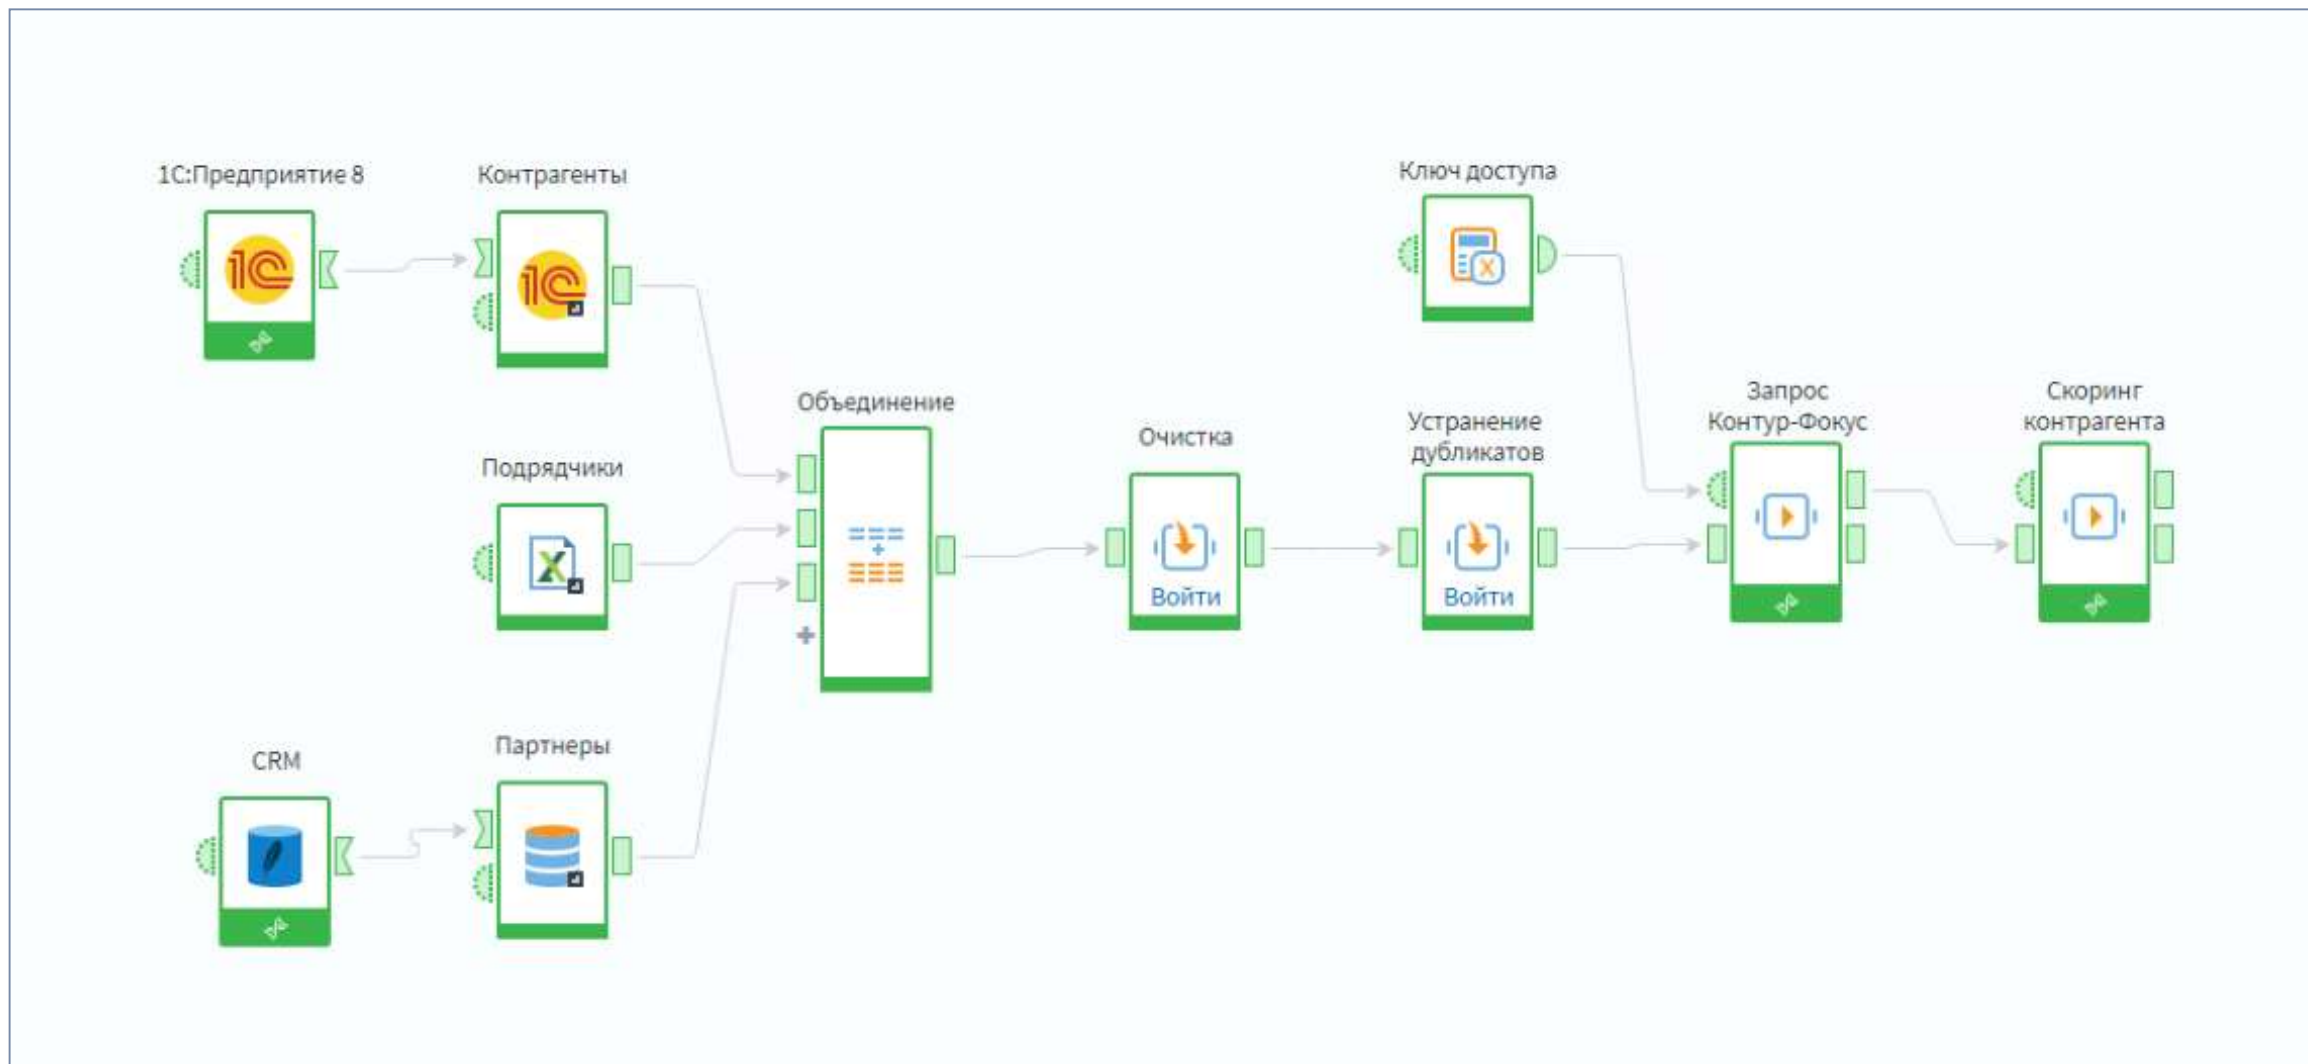 1С:Предприятие 8
Контрагенты
Ключ доступа
Объединение
Запрос
Контур-Фокус
Скоринг
контрагента
Подрядчики
Очистка
Устранение
дубликатов
Войти
Войти
CRM
Партнеры